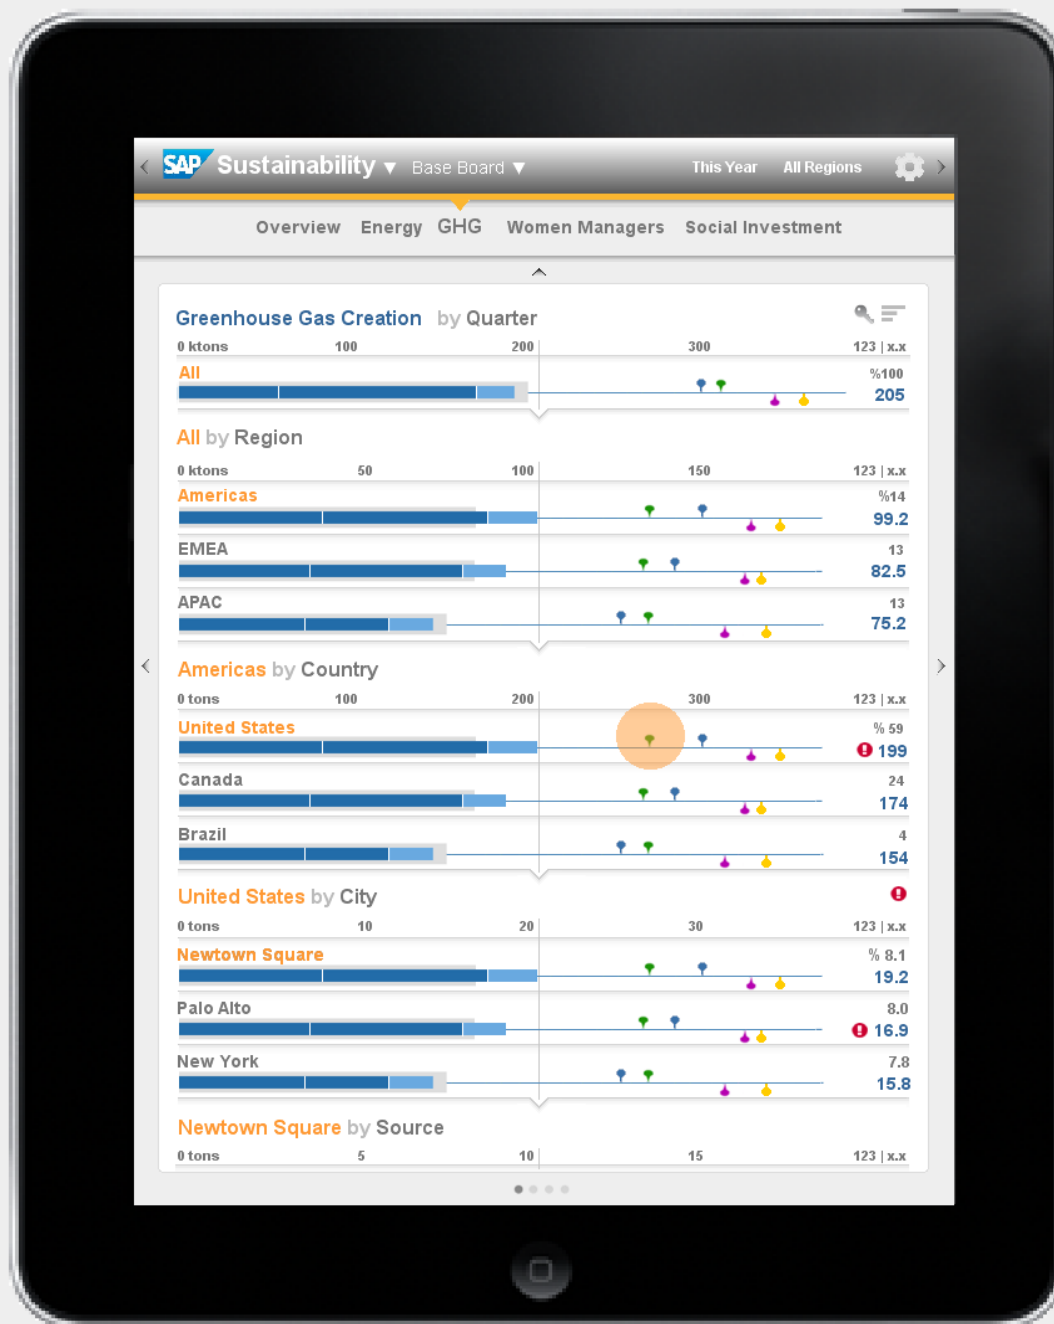 SAP Sustainability ▼ Base Board ▼ This Year All Regions
Overview Energy GHG Women Managers Social Investment
Greenhouse Gas Creation by Quarter
0 ktons 100 200 300 123 | x.x
All %100
205
All by Region
0 ktons 50 100 150 123 | x.x
Americas %14
99.2
EMEA 13
82.5
APAC 13
75.2
Americas by Country
0 tons 100 200 300 123 | x.x
United States % 59
199
Canada 24
174
Brazil 4
154
United States by City
0 tons 10 20 30 123 | x.x
Newtown Square % 8.1
19.2
Palo Alto 8.0
16.9
New York 7.8
15.8
Newtown Square by Source
0 tons 5 10 15 123 | x.x